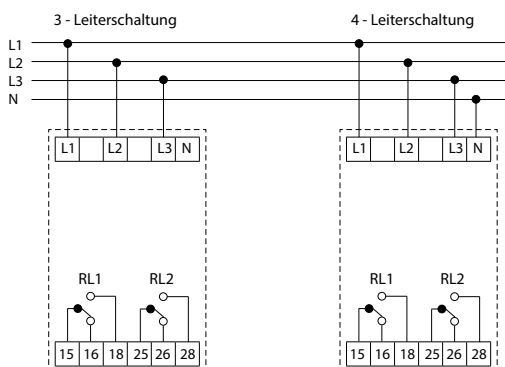 3 - Leiterschaltung 4 - Leiterschaltung
L1
L2
L3
N
L1 L2 L3 N L1 L2 L3 N
RL1 RL2 RL1 RL2
15 16 18 25 26 28 15 16 18 25 26 28